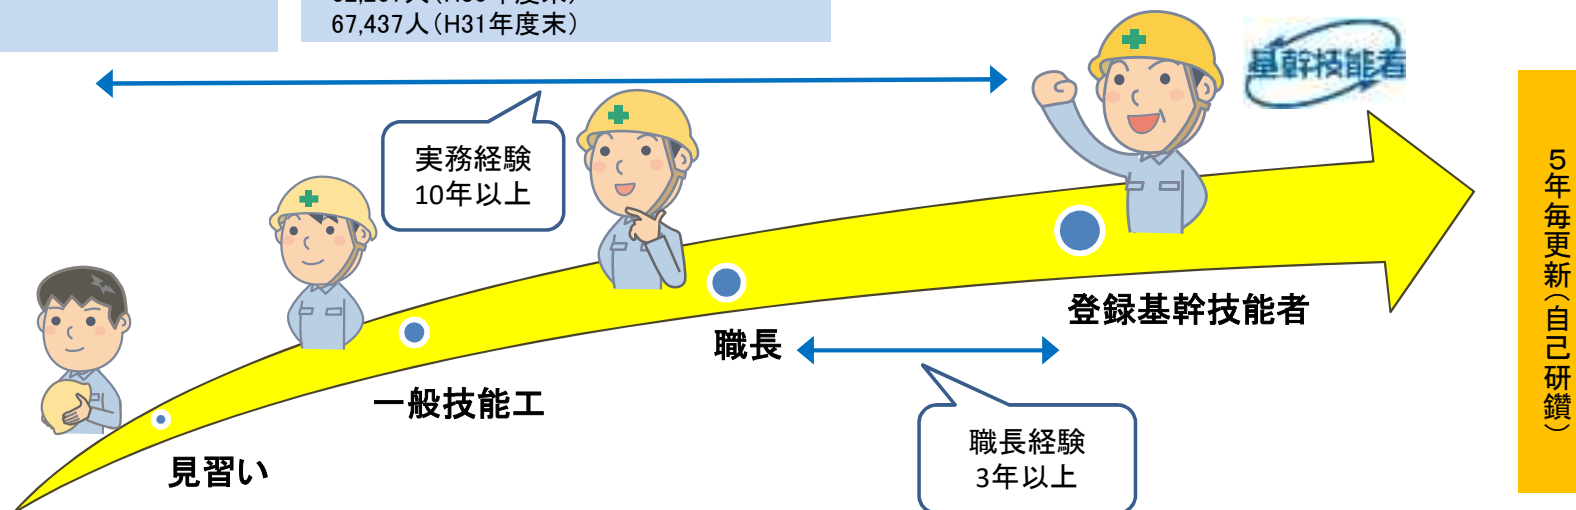 67,437人（H31年度末）
基幹技能者
実務経験
10年以上
登録基幹技能者
職長
一般技能工
見習い
職長経験
3年以上
５年毎更新（自己研鑽）